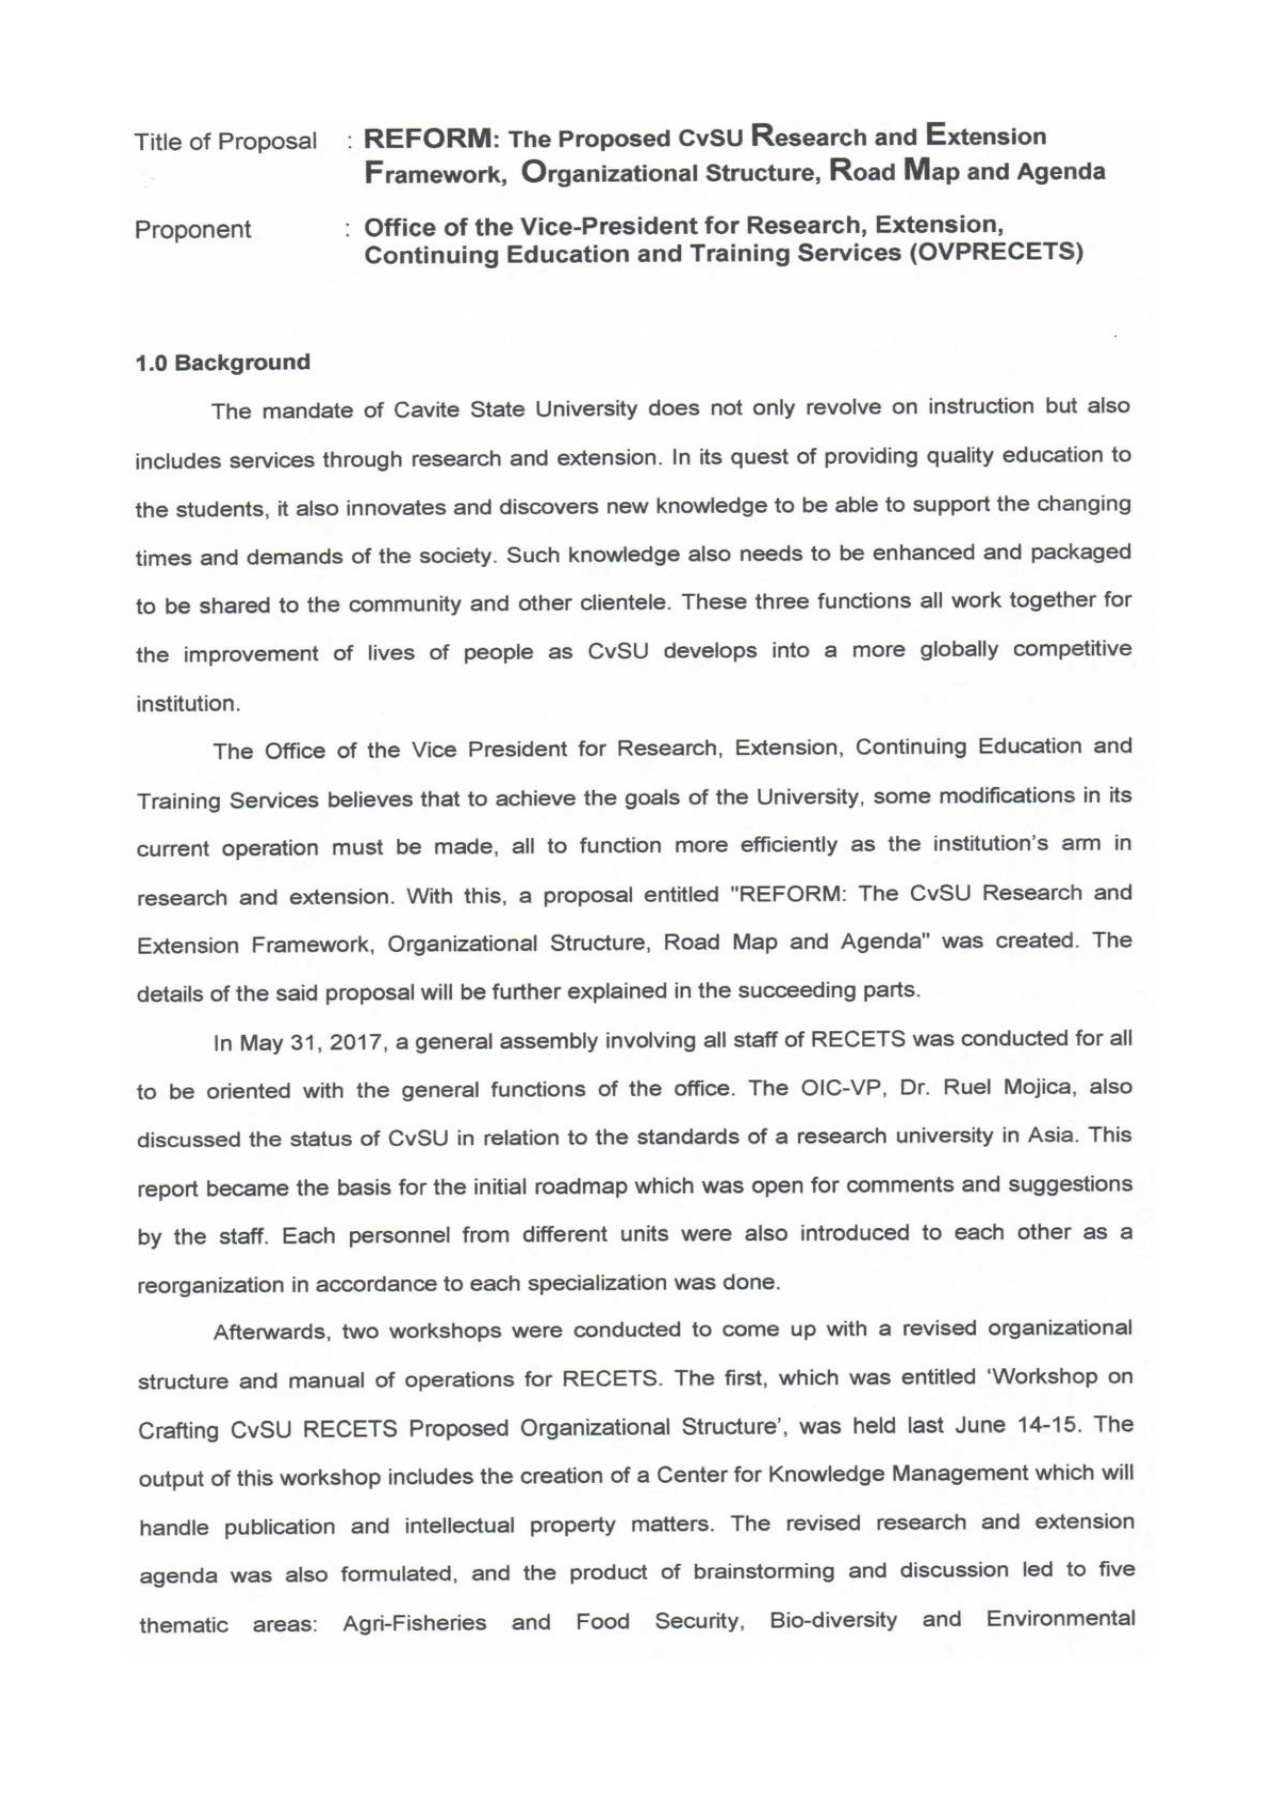 Title of Proposal : REFORM: The Proposed CvSU Research and Extension
Framework, Organizational Structure, Road Map and Agenda
Proponent : Office of the Vice-President for Research, Extension,
Continuing Education and Training Services (OVPRECETS)
1.0 Background
The mandate of Cavite State University does not only revolve on instruction but also
includes services through research and extension. In its quest of providing quality education to
the students, it also innovates and discovers new knowledge to be able to support the changing
times and demands of the society. Such knowledge also needs to be enhanced and packaged
to be shared to the community and other clientele. These three functions all work together for
the improvement of lives of people as CvSU develops into a more globally competitive
institution.
The Office of the Vice President for Research, Extension, Continuing Education and
Training Services believes that to achieve the goals of the University, some modifications in its
current operation must be made, all to function more efficiently as the institution's arm in
research and extension. With this, a proposal entitled "REFORM: The CvSU Research and
Extension Framework, Organizational Structure, Road Map and Agenda" was created. The
details of the said proposal will be further explained in the succeeding parts.
In May 31, 2017, a general assembly involving all staff of RECETS was conducted for all
to be oriented with the general functions of the office. The OIC-VP, Dr. Ruel Mojica, also
discussed the status of CvSU in relation to the standards of a research university in Asia. This
report became the basis for the initial roadmap which was open for comments and suggestions
by the staff. Each personnel from different units were also introduced to each other as a
reorganization in accordance to each specialization was done.
Afterwards, two workshops were conducted to come up with a revised organizational
structure and manual of operations for RECETS. The first, which was entitled 'Workshop on
Crafting CvSU RECETS Proposed Organizational Structure', was held last June 14-15. The
output of this workshop includes the creation of a Center for Knowledge Management which will
handle publication and intellectual property matters. The revised research and extension
agenda was also formulated, and the product of brainstorming and discussion led to five
thematic areas: Agri-Fisheries and Food Security, Bio-diversity and Environmental